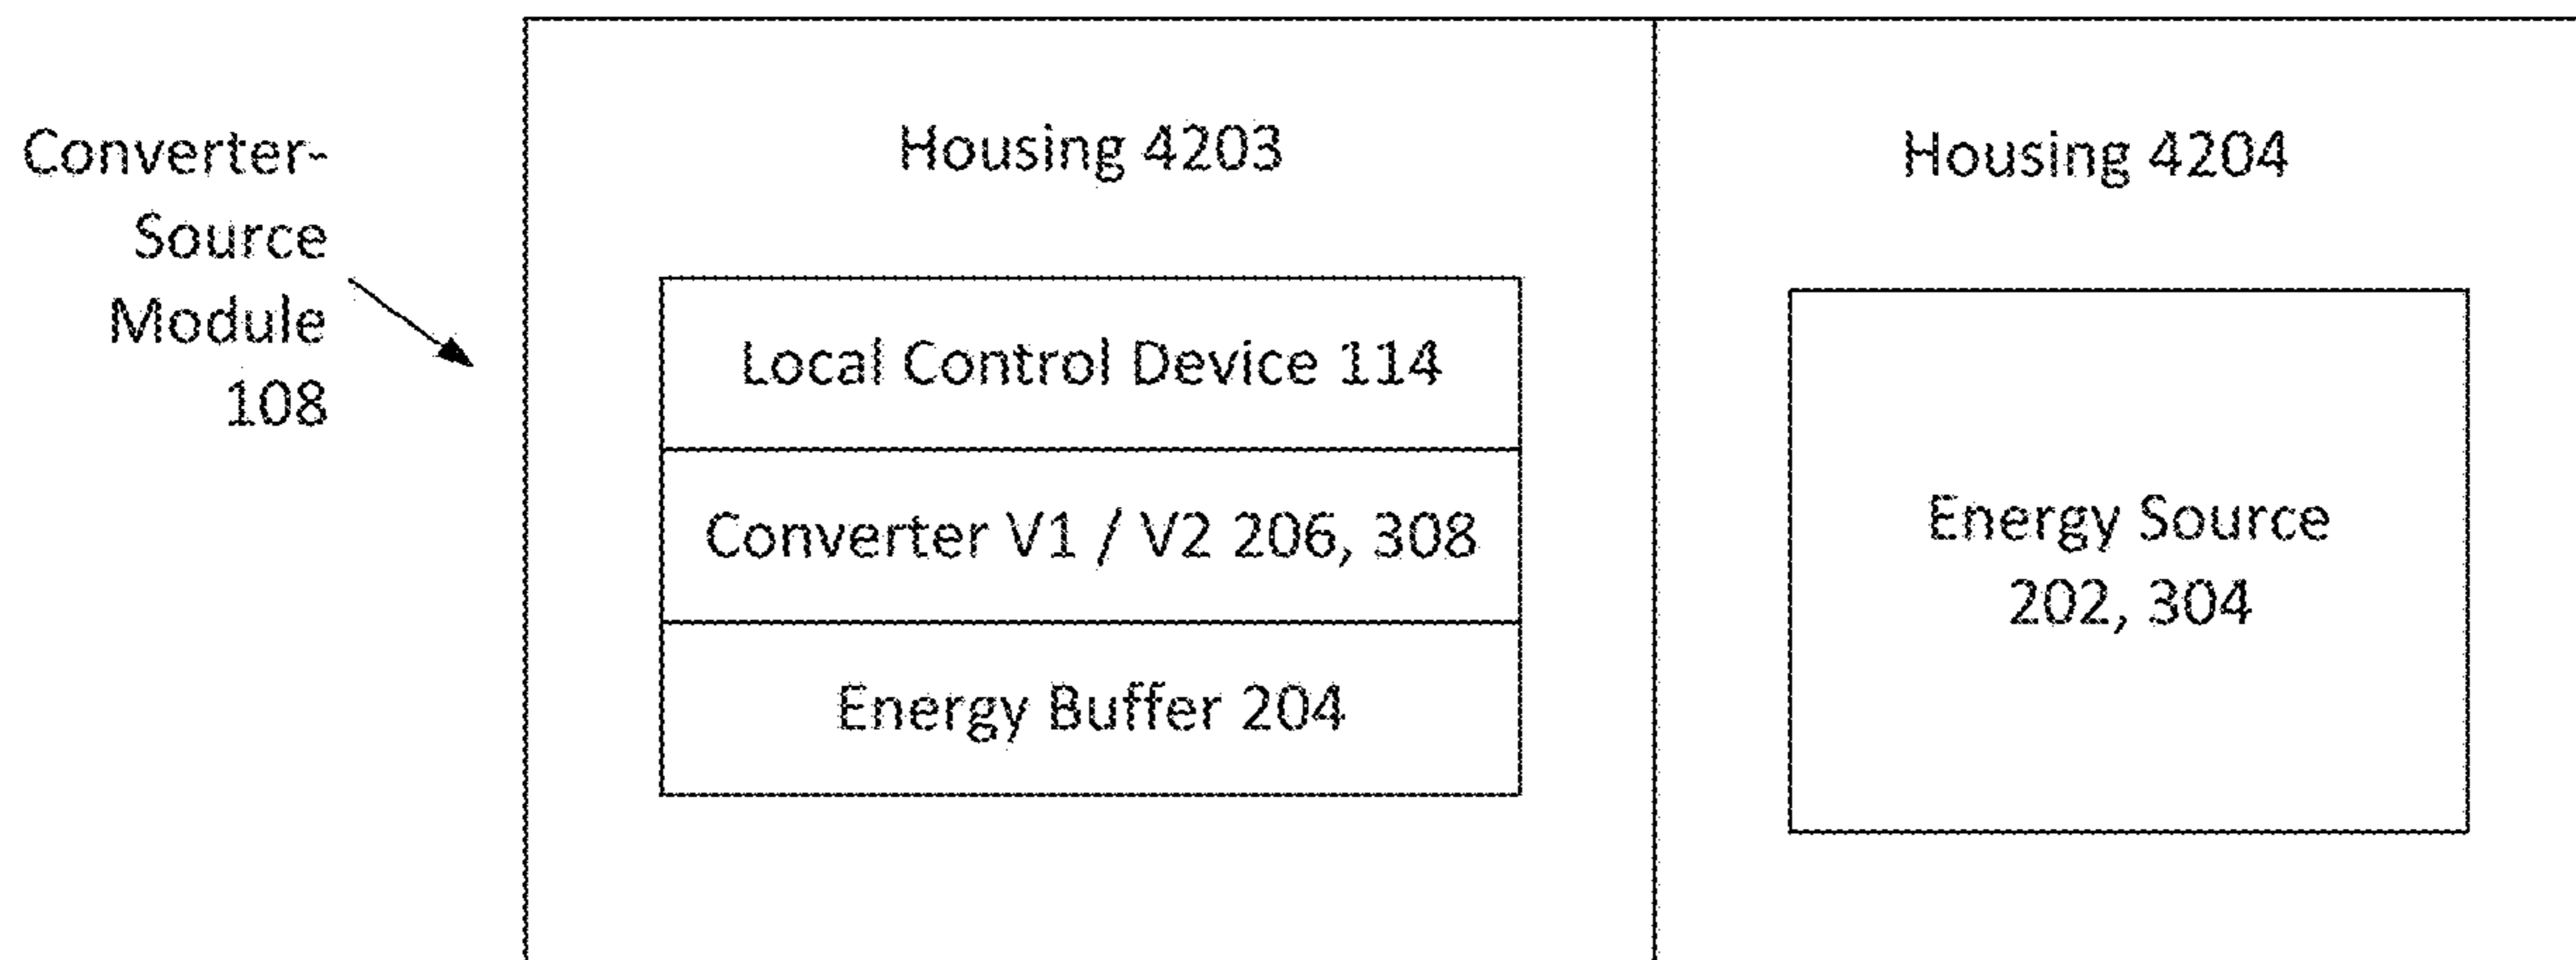 Converter-
Source
Module
108
Housing 4203
Local Control Device 114
Converter V1 / V2 206, 308
Energy Buffer 204
Housing 4204
Energy Source
202, 304